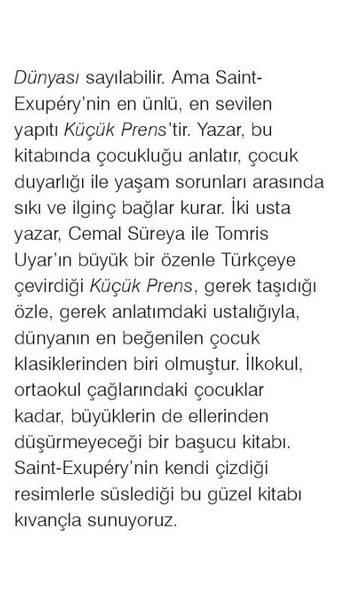 Dünyası sayılabilir. Ama Saint-
Exupéry’nin en ünlü, en sevilen
yapıtı Küçük Prens’tir. Yazar, bu
kitabında çocukluğu anlatır, çocuk
duyarlığı ile yaşam sorunları arasında
sıkı ve ilginç bağlar kurar. İki usta
yazar, Cemal Süreya ile Tomris
Uyar’ın büyük bir özenle Türkçeye
çevirdiği Küçük Prens, gerek taşıdığı
özle, gerek anlatımdaki ustalığıyla,
dünyanın en beğenilen çocuk
klasiklerinden biri olmuştur. İlkokul,
ortaokul çağlarındaki çocuklar
kadar, büyüklerin de ellerinden
düşürmeyeceği bir başucu kitabı.
Saint-Exupéry’nin kendi çizdiği
resimlerle süslediği bu güzel kitabı
kıvançla sunuyoruz.